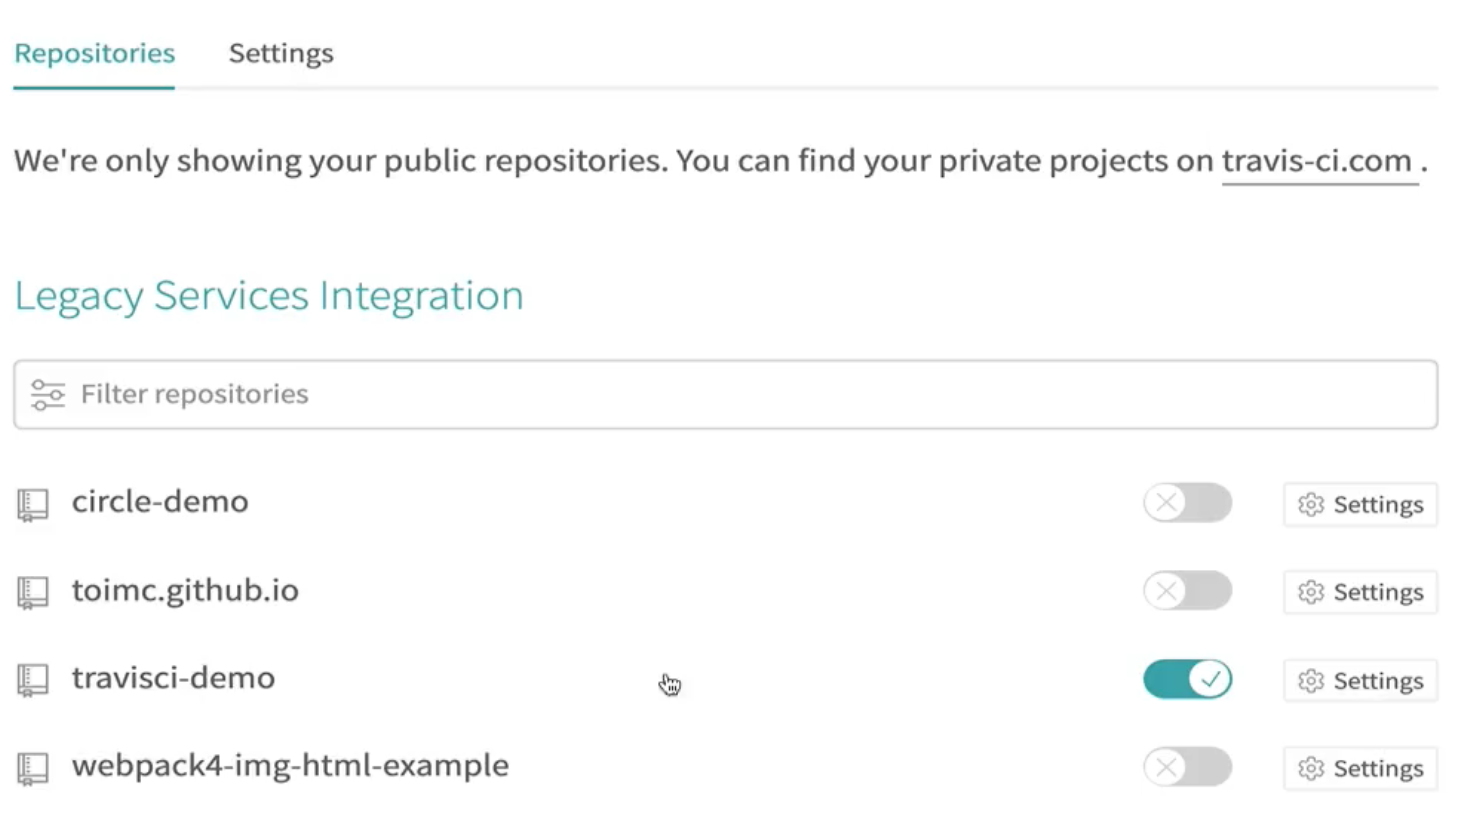 Repositories Settings
We're only showing your public repositories. You can find your private projects on travis-ci.com .
Legacy Services Integration
Filter repositories
circle-demo Settings
toimc.github.io Settings
travisci-demo Settings
webpack4-img-html-example Settings